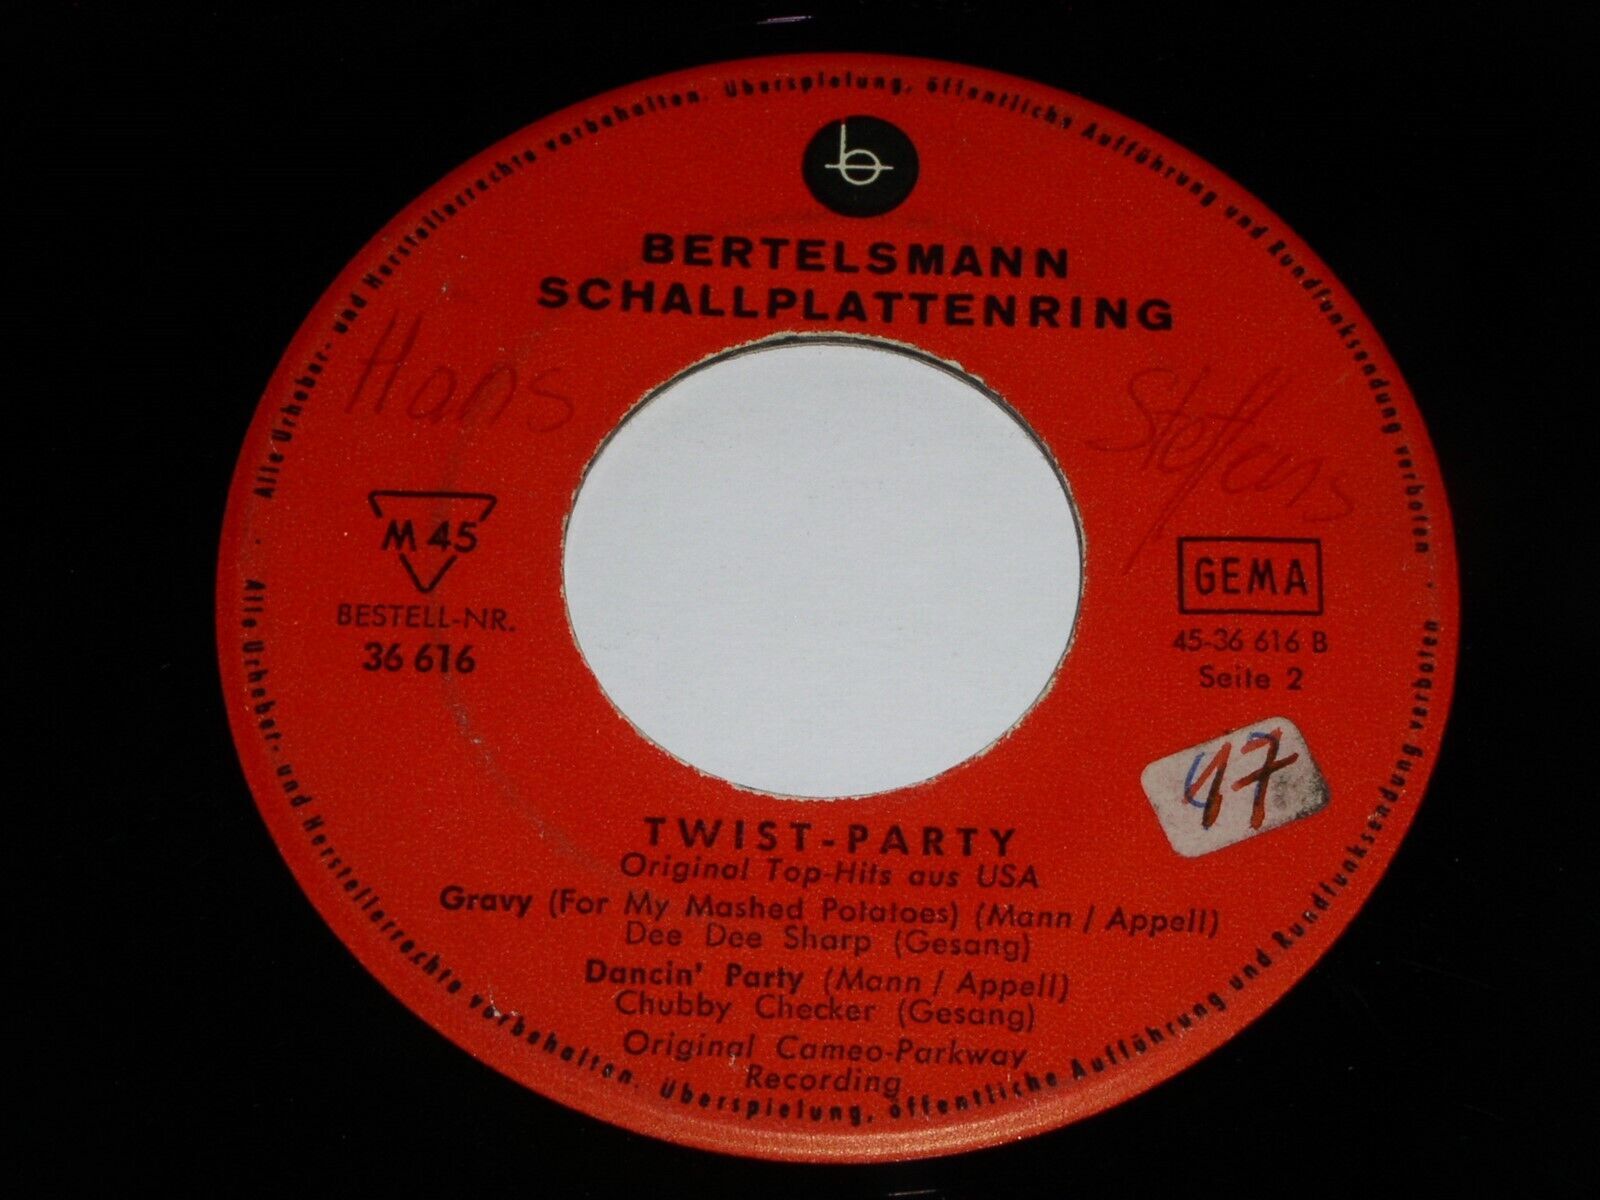 Alle Urheber- und Herstellerrechte vorbehalten. Überspielung, öffentliche Aufführung und Rundfunksendung verboten ·
b
BERTELSMANN
SCHALLPLATTENRING
Hans
Steffens
M 45
BESTELL-NR.
36 616
GEMA
45-36 616 B
Seite 2
47
TWIST-PARTY
Original Top-Hits aus USA
Gravy (For My Mashed Potatoes) (Mann / Appell)
Dee Dee Sharp (Gesang)
Dancin' Party (Mann / Appell)
Chubby Checker (Gesang)
Original Cameo-Parkway
Recording
Alle Urheber- und Herstellerrechte vorbehalten. Überspielung, öffentliche Aufführung und Rundfunksendung verboten ·